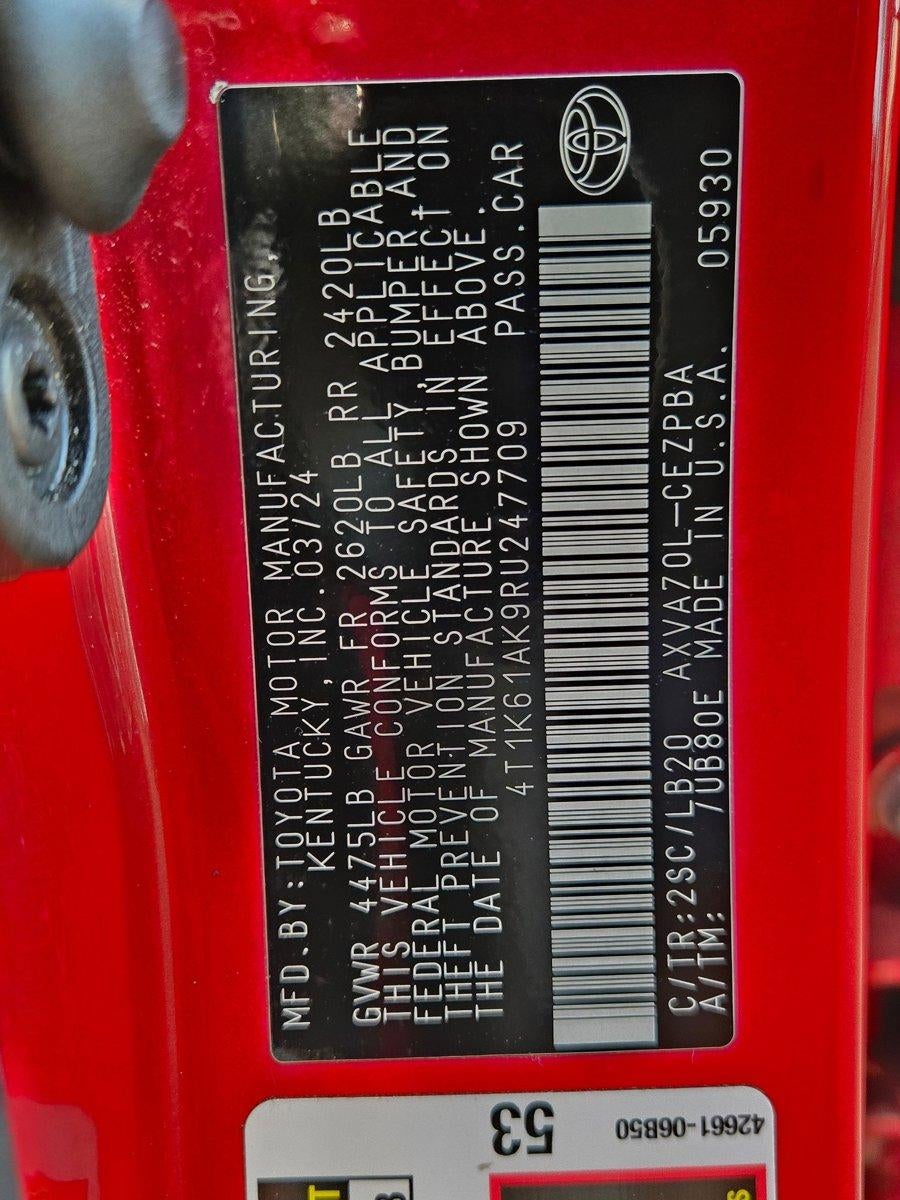 MFD.BY:TOYOTA MOTOR MANUFACTURING,
KENTUCKY,INC.03/24
GVWR 4475LB GAWR FR 2620LB RR 2420LB
THIS VEHICLE CONFORMS TO ALL APPLICABLE
FEDERAL MOTOR VEHICLE SAFETY,BUMPER,AND
THEFT PREVENTION STANDARDS IN EFFECT ON
THE DATE OF MANUFACTURE SHOWN ABOVE.
4T1K61AK9RU247709 PASS.CAR
C/TR:2SC/LB20 AXVA70L-CEZPBA
A/TM: /UB80E MADE IN U.S.A. 05930
53
42661-06B50